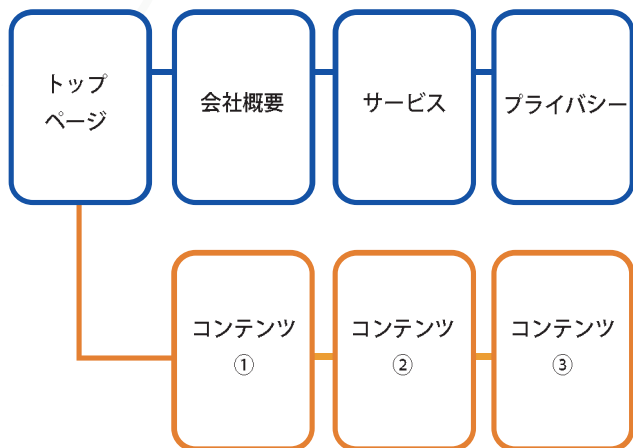 トップ
ページ
会社概要
サービス
プライバシー
コンテンツ
①
コンテンツ
②
コンテンツ
③